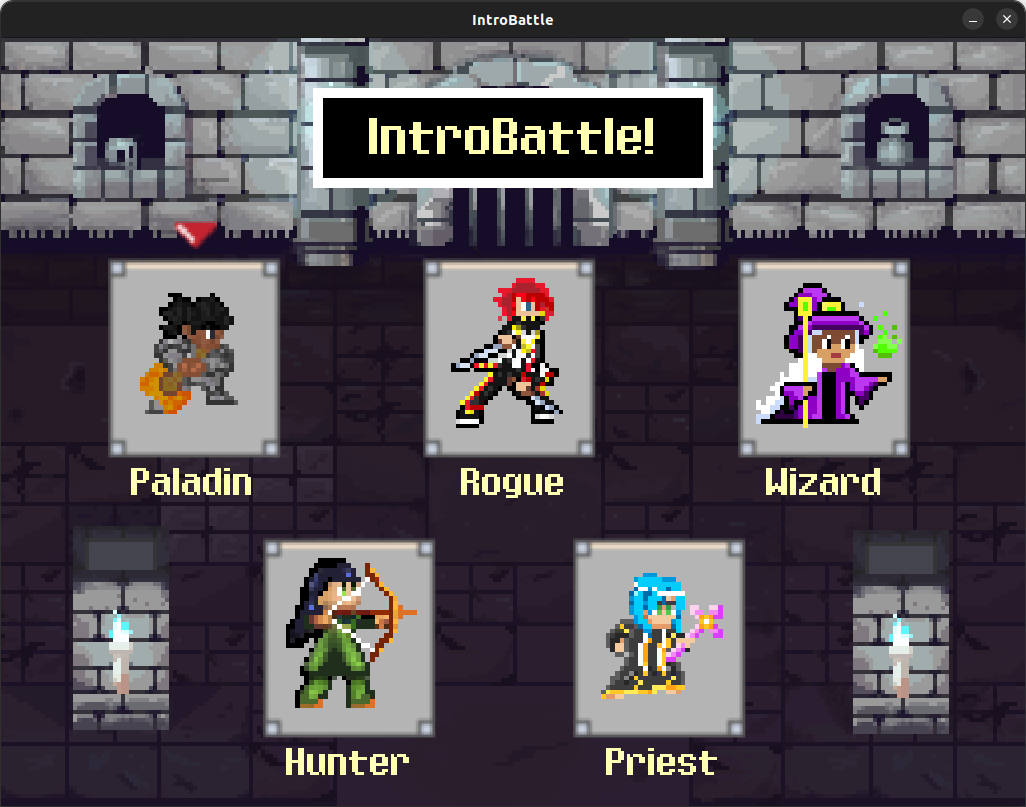 IntroBattle
IntroBattle!
Paladin
Rogue
Wizard
Hunter
Priest